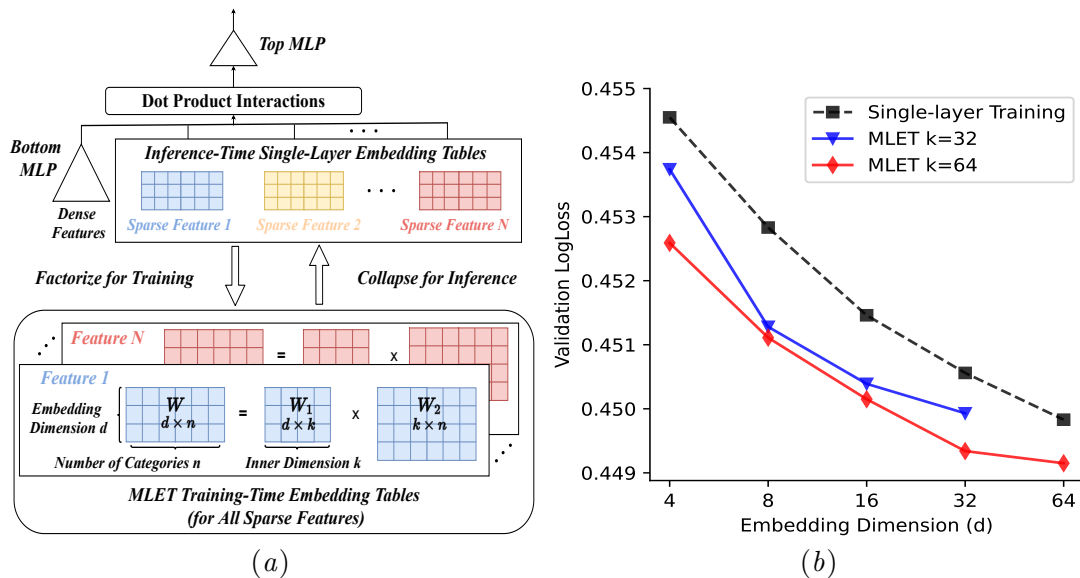 Top MLP
Dot Product Interactions
Bottom
MLP
Dense
Features
Inference-Time Single-Layer Embedding Tables
. . .
Sparse Feature 1
Sparse Feature 2
Sparse Feature N
Factorize for Training
Collapse for Inference
Feature N
= x
Feature 1
Embedding
Dimension d
W
d × n
=
W₁
d × k
x
W₂
k × n
Number of Categories n
Inner Dimension k
MLET Training-Time Embedding Tables
(for All Sparse Features)
(a)
Validation LogLoss
0.455
0.454
0.453
0.452
0.451
0.450
0.449
Single-layer Training
MLET k=32
MLET k=64
4 8 16 32 64
Embedding Dimension (d)
(b)